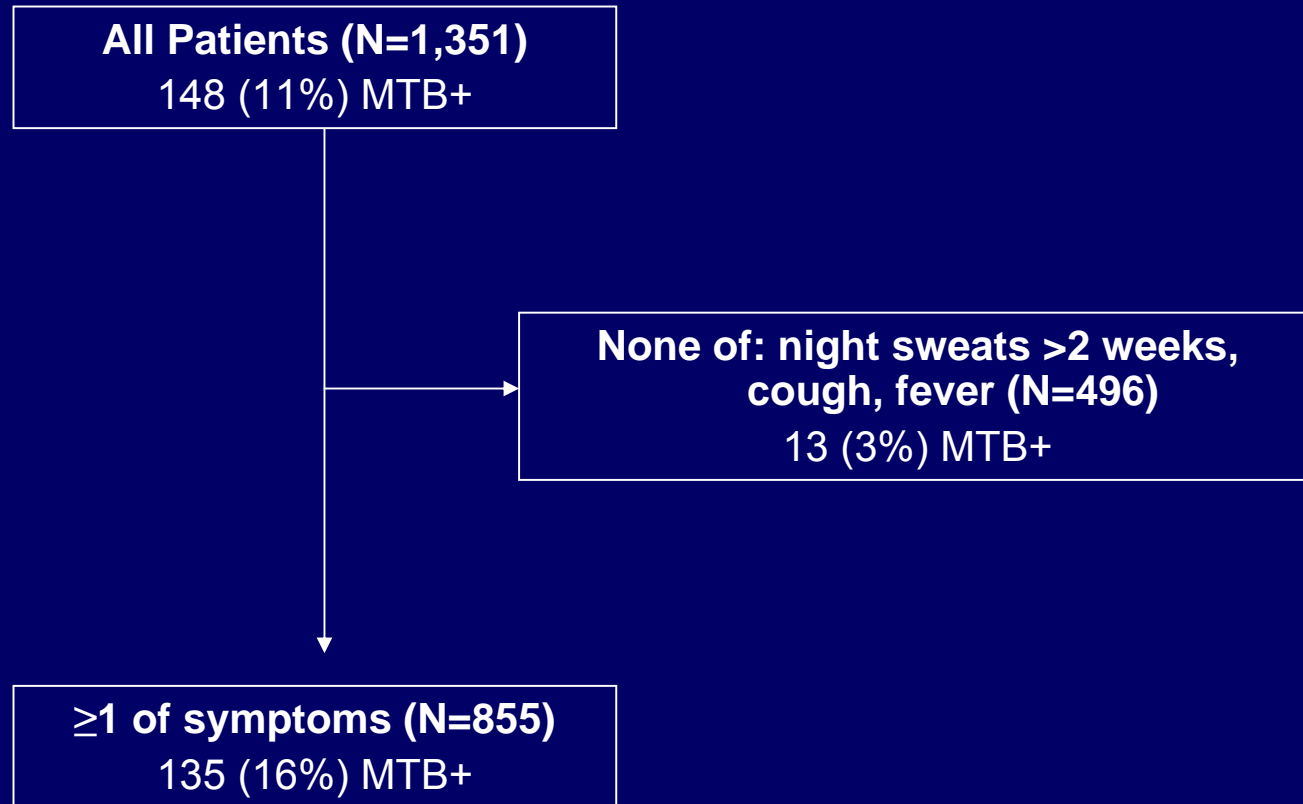 All Patients (N=1,351)
148 (11%) MTB+
None of: night sweats >2 weeks,
cough, fever (N=496)
13 (3%) MTB+
≥1 of symptoms (N=855)
135 (16%) MTB+